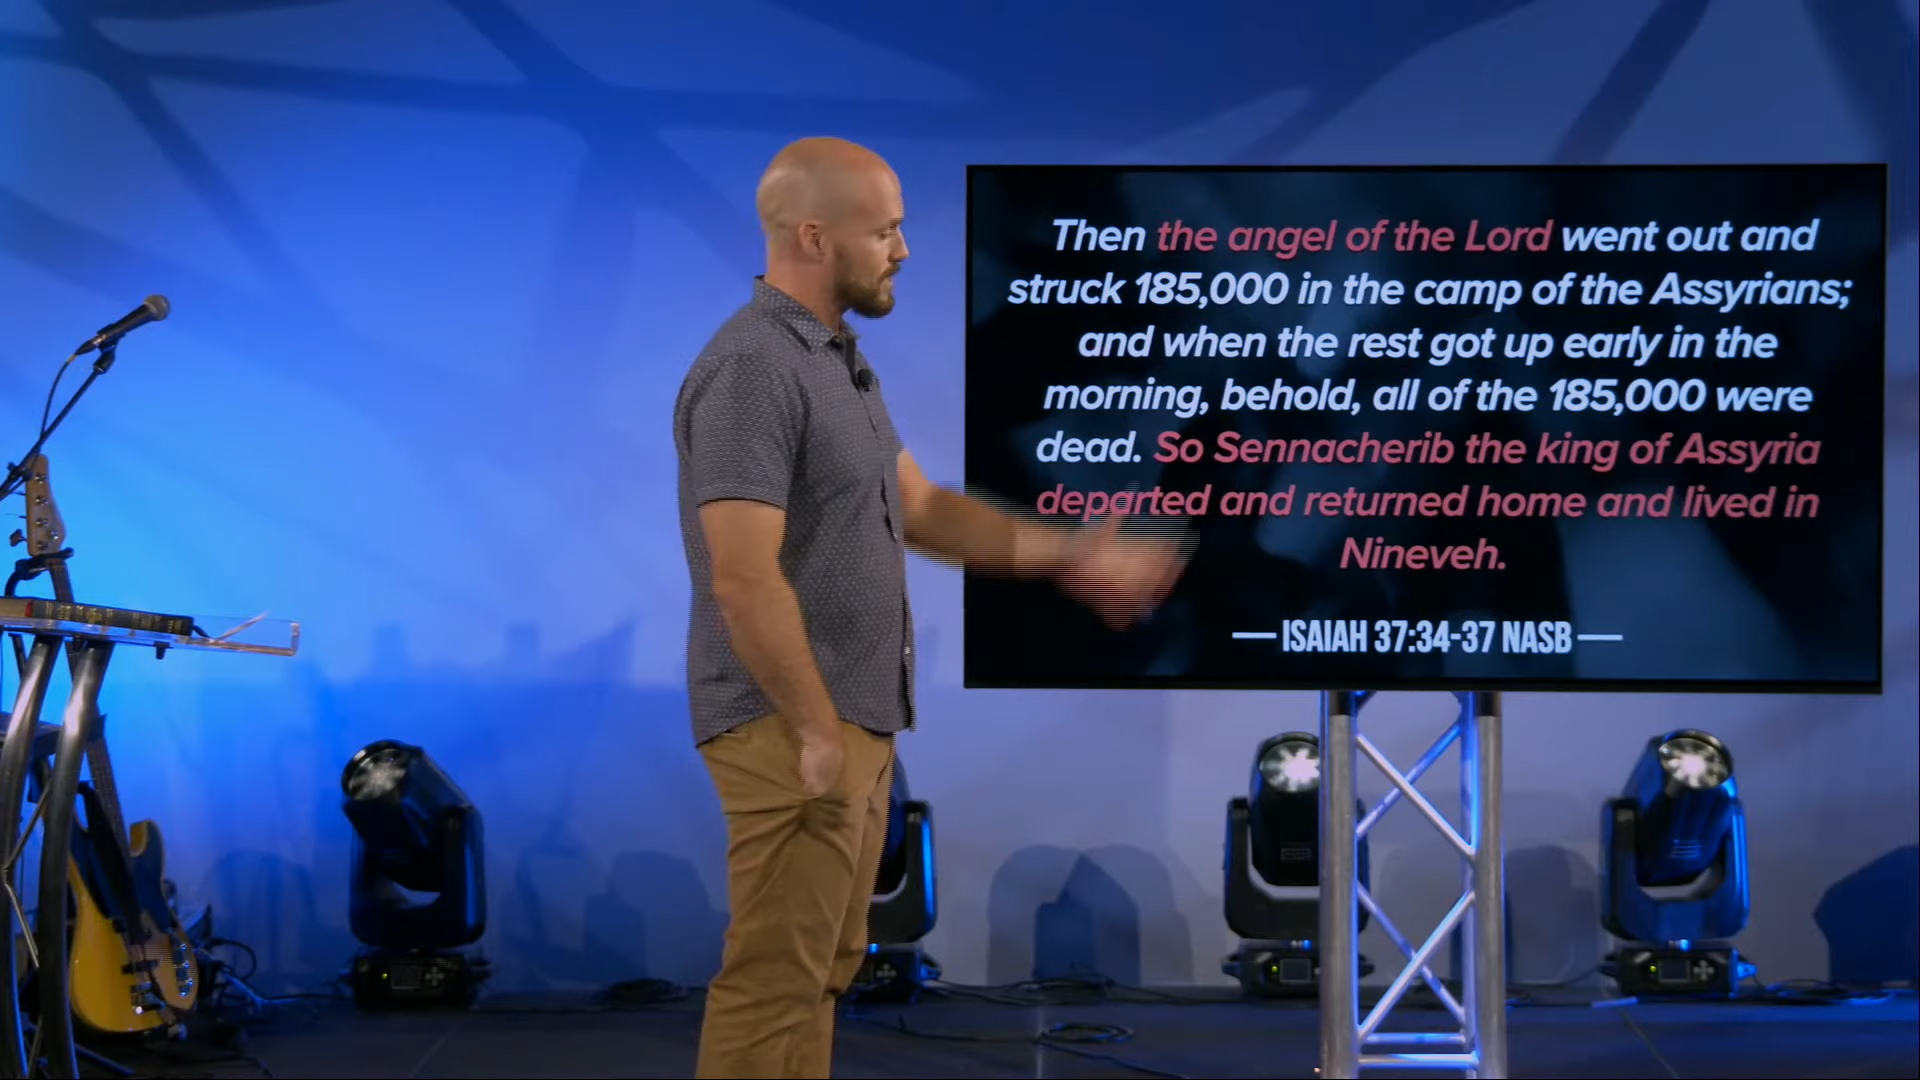 Then the angel of the Lord went out and
struck 185,000 in the camp of the Assyrians;
and when the rest got up early in the
morning, behold, all of the 185,000 were
dead. So Sennacherib the king of Assyria
departed and returned home and lived in
Nineveh.
— ISAIAH 37:34-37 NASB —